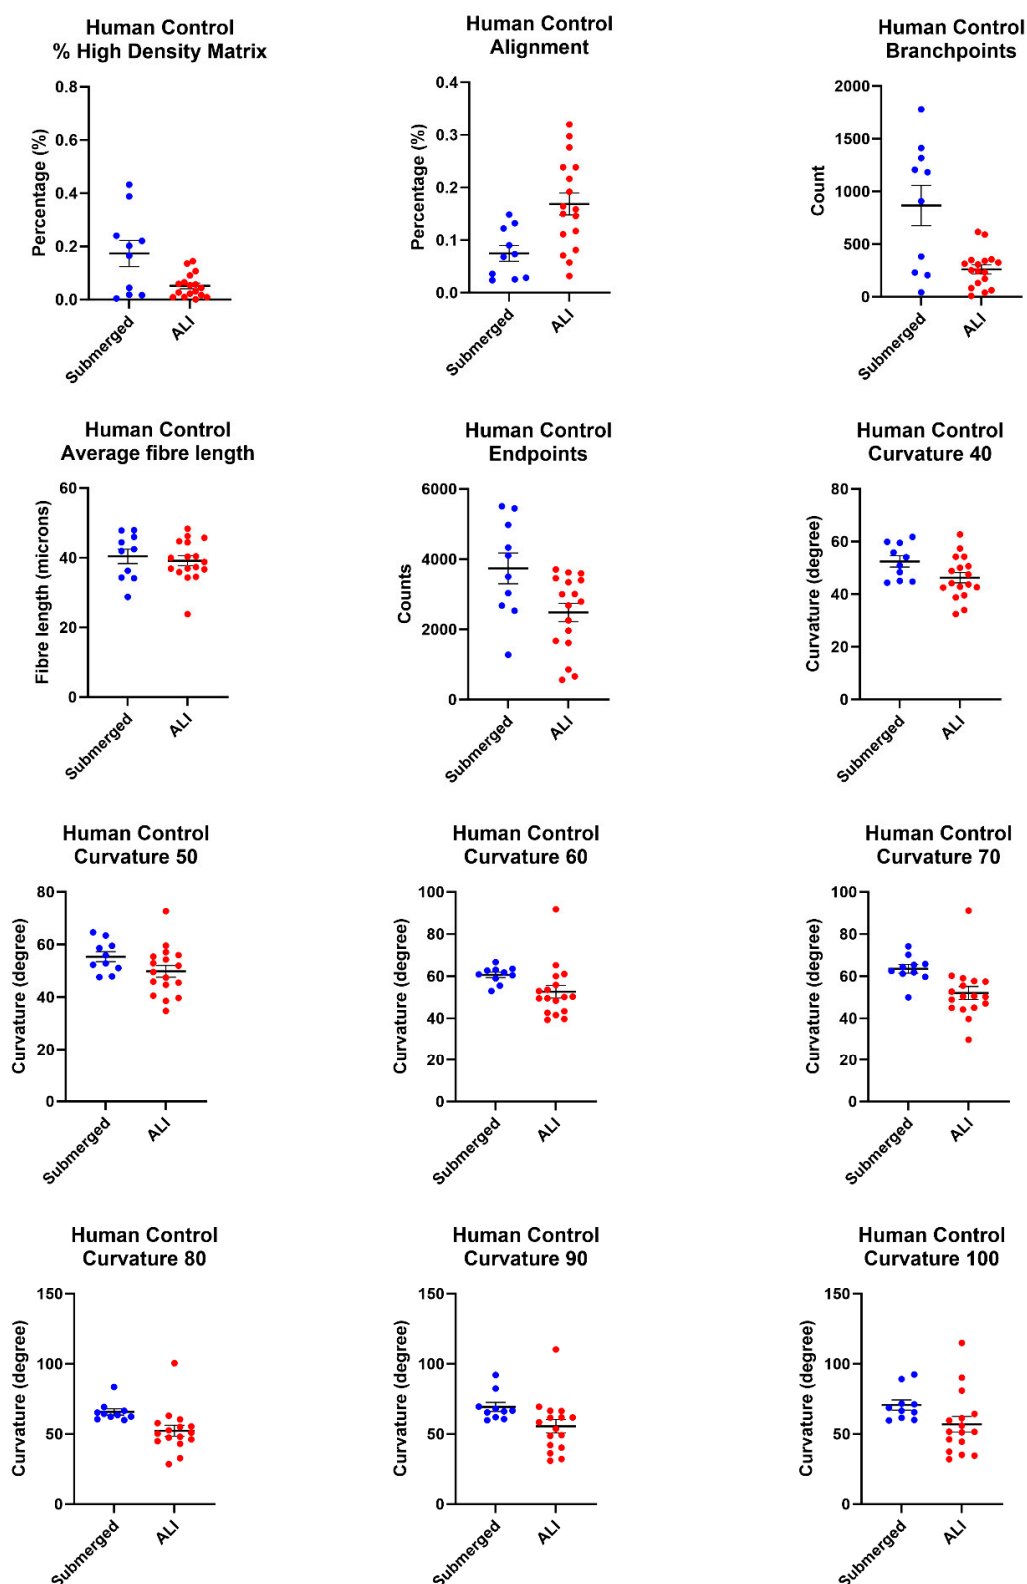 Human Control
% High Density Matrix
Percentage (%)
0.8
0.6
0.4
0.2
0.0
Submerged
ALI
Human Control
Alignment
Percentage (%)
0.4
0.3
0.2
0.1
0.0
Submerged
ALI
Human Control
Branchpoints
Count
2000
1500
1000
500
0
Submerged
ALI
Human Control
Average fibre length
Fibre length (microns)
60
40
20
0
Submerged
ALI
Human Control
Endpoints
Counts
6000
4000
2000
0
Submerged
ALI
Human Control
Curvature 40
Curvature (degree)
80
60
40
20
0
Submerged
ALI
Human Control
Curvature 50
Curvature (degree)
80
60
40
20
0
Submerged
ALI
Human Control
Curvature 60
Curvature (degree)
100
80
60
40
20
0
Submerged
ALI
Human Control
Curvature 70
Curvature (degree)
100
80
60
40
20
0
Submerged
ALI
Human Control
Curvature 80
Curvature (degree)
150
100
50
0
Submerged
ALI
Human Control
Curvature 90
Curvature (degree)
150
100
50
0
Submerged
ALI
Human Control
Curvature 100
Curvature (degree)
150
100
50
0
Submerged
ALI